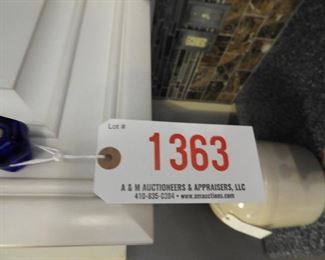 Lot #
1363
A & M AUCTIONEERS & APPRAISERS, LLC
410-835-0384 • www.amauctions.com